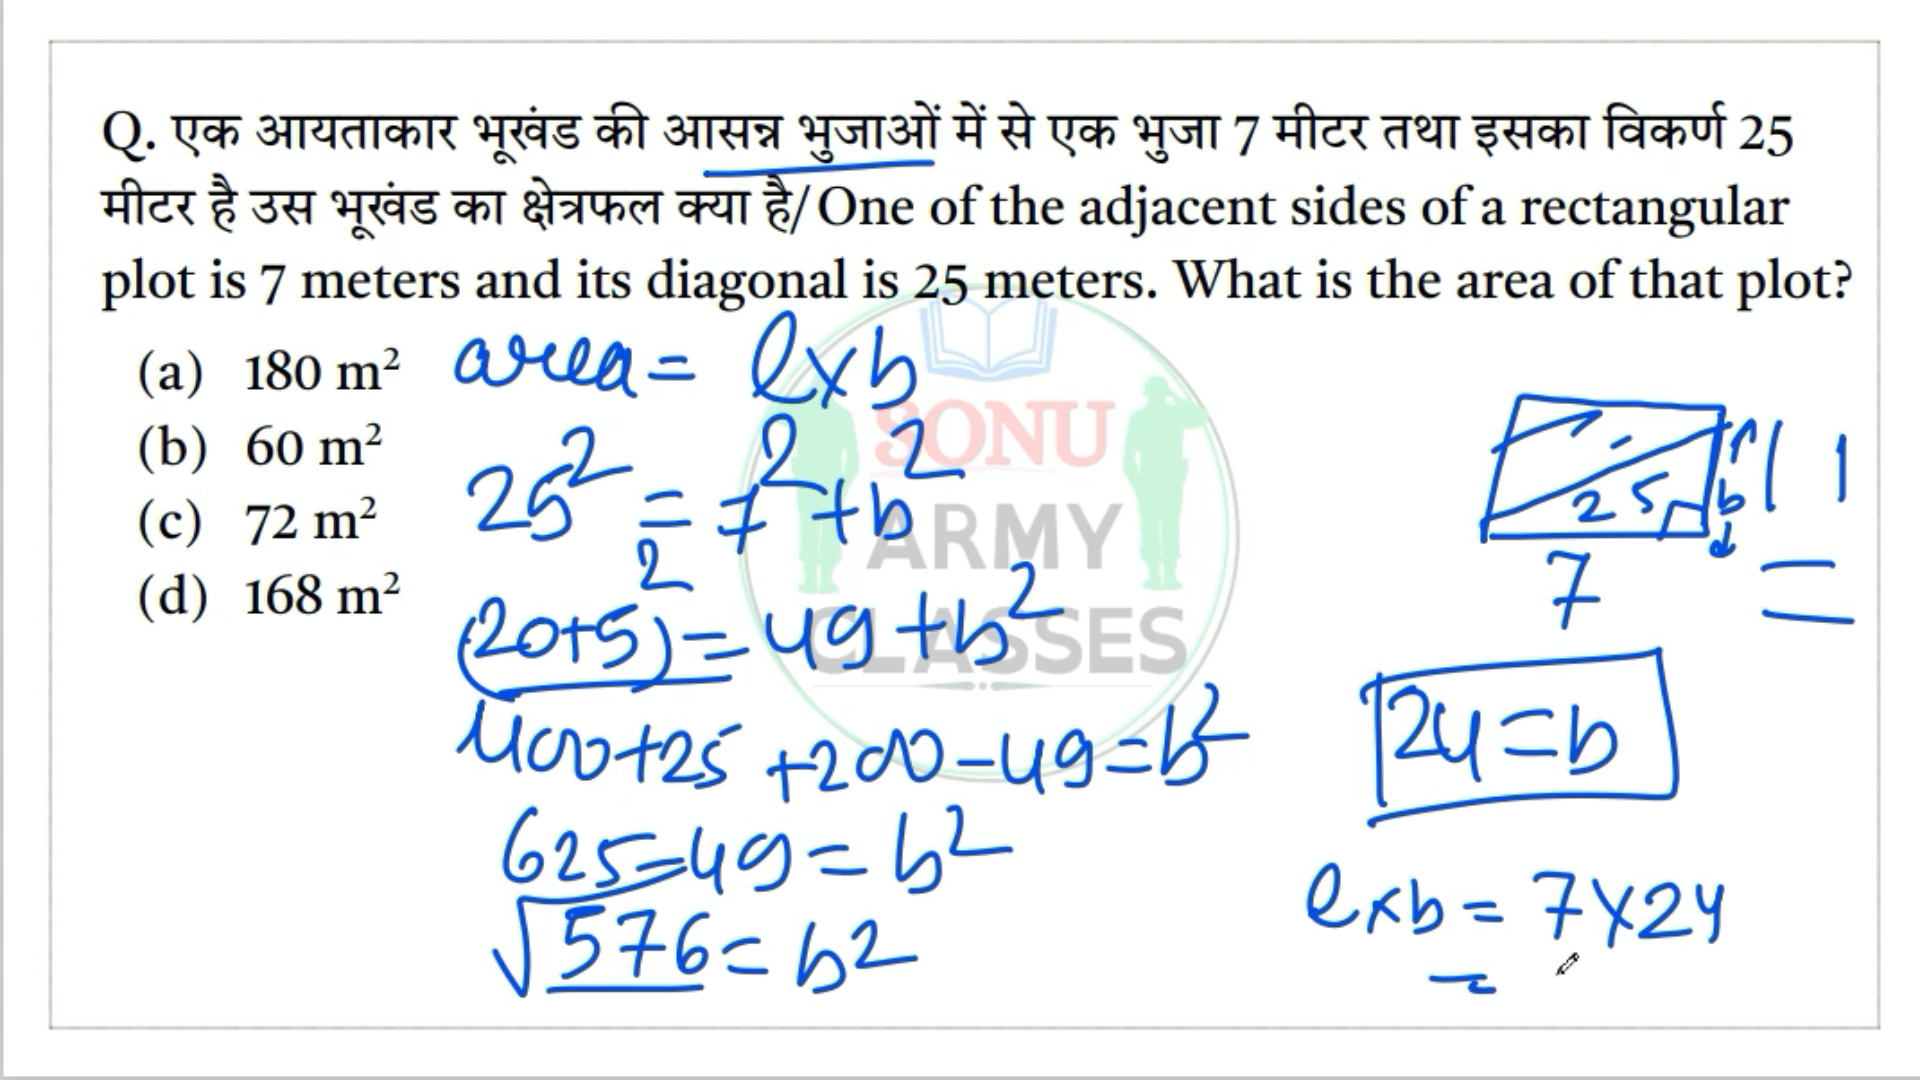 Q. एक आयताकार भूखंड की आसन्न भुजाओं में से एक भुजा 7 मीटर तथा इसका विकर्ण 25
मीटर है उस भूखंड का क्षेत्रफल क्या है/One of the adjacent sides of a rectangular
plot is 7 meters and its diagonal is 25 meters. What is the area of that plot?
(a) 180 m²
(b) 60 m²
(c) 72 m²
(d) 168 m²
area = l×b
25² = 7² + b²
(20+5)² = 49 + b²
400+25 +200-49=b²
625-49 = b²
√576 = b²
25
b
7
=
24=b
l×b = 7×24
=
SONU
ARMY
CLASSES